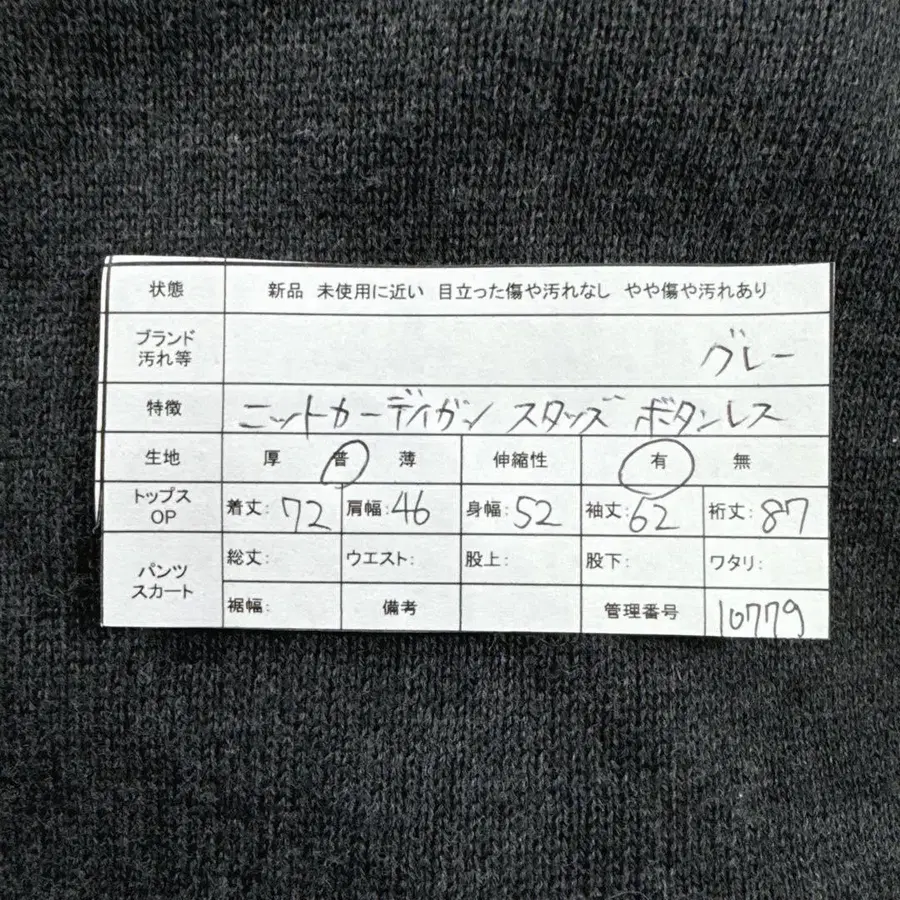 状態 新品 未使用に近い 目立った傷や汚れなし やや傷や汚れあり
ブランド
汚れ等 グレー
特徴 ニットカーディガン スタッズ ボタンレス
生地 厚 普 薄 伸縮性 有 無
トップス
OP 着丈:72 肩幅:46 身幅:52 袖丈:62 裄丈:87
パンツ
スカート 総丈: ウエスト: 股上: 股下: ワタリ:
裾幅: 備考 管理番号 10779